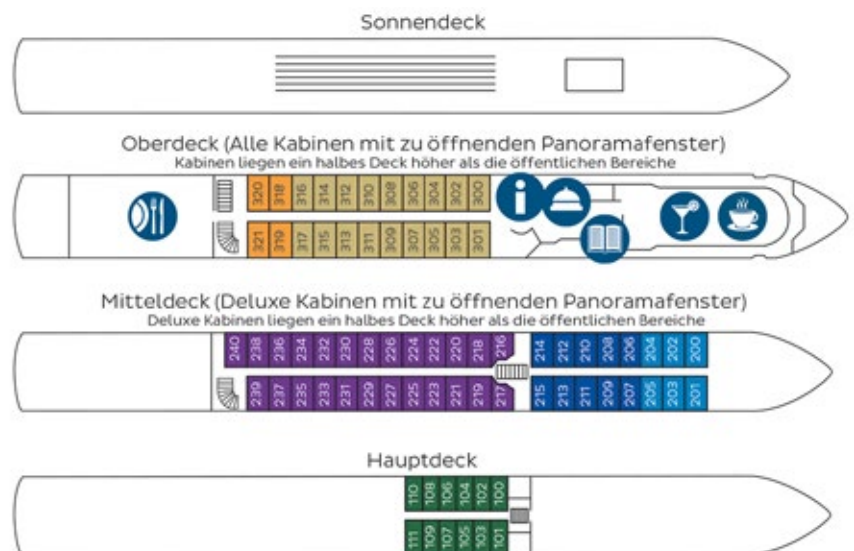 Sonnendeck
Oberdeck (Alle Kabinen mit zu öffnenden Panoramafenster)
Kabinen liegen ein halbes Deck höher als die öffentlichen Bereiche
320 318 316 314 312 310 308 306 304 302 300
i
321 319 317 315 313 311 309 307 305 303 301
Mitteldeck (Deluxe Kabinen mit zu öffnenden Panoramafenster)
Deluxe Kabinen liegen ein halbes Deck höher als die öffentlichen Bereiche
240 238 236 234 232 230 228 226 224 222 220 218 216 214 212 210 208 206 204 202 200
239 237 235 233 231 229 227 225 223 221 219 217 215 213 211 209 207 205 203 201
Hauptdeck
110 108 106 104 102 100
111 109 107 105 103 101